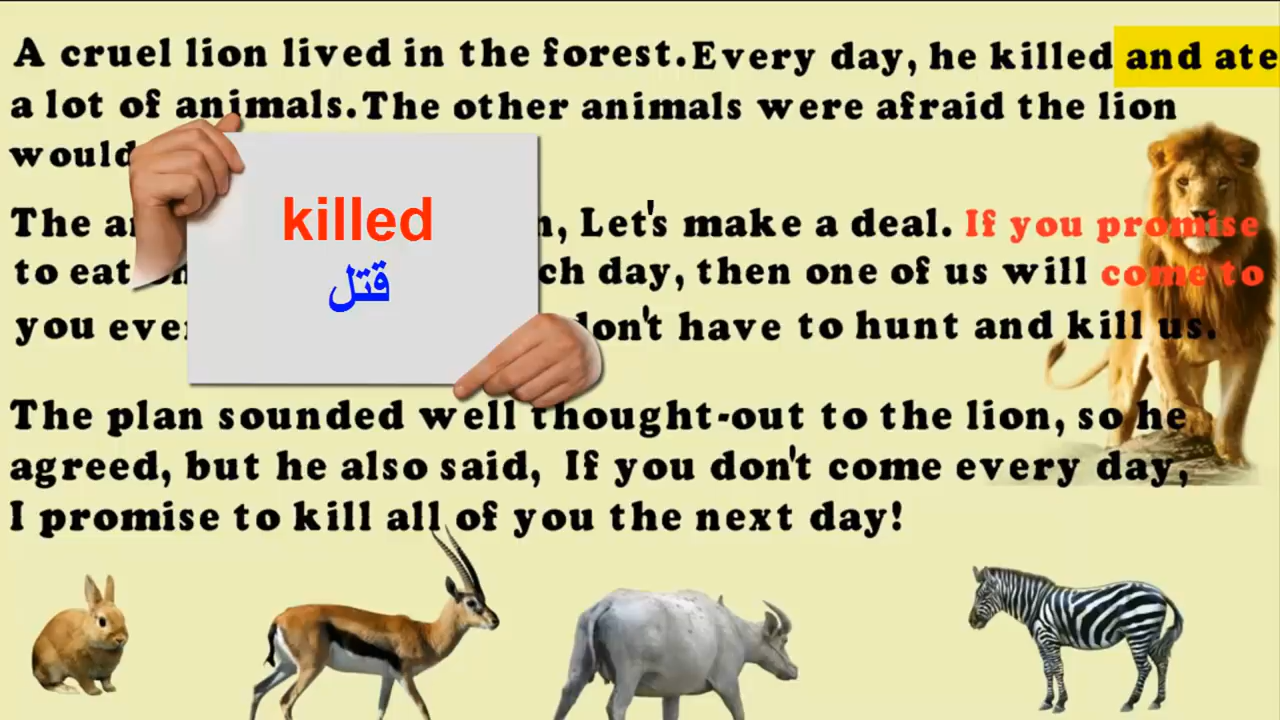 A cruel lion lived in the forest. Every day, he killed and ate
a lot of animals. The other animals were afraid the lion
would
killed
قتل
The
n, Let's make a deal. If you promise
to eat
ch day, then one of us will come to
you
don't have to hunt and kill us.
The plan sounded well thought-out to the lion, so he
agreed, but he also said, If you don't come every day,
I promise to kill all of you the next day!